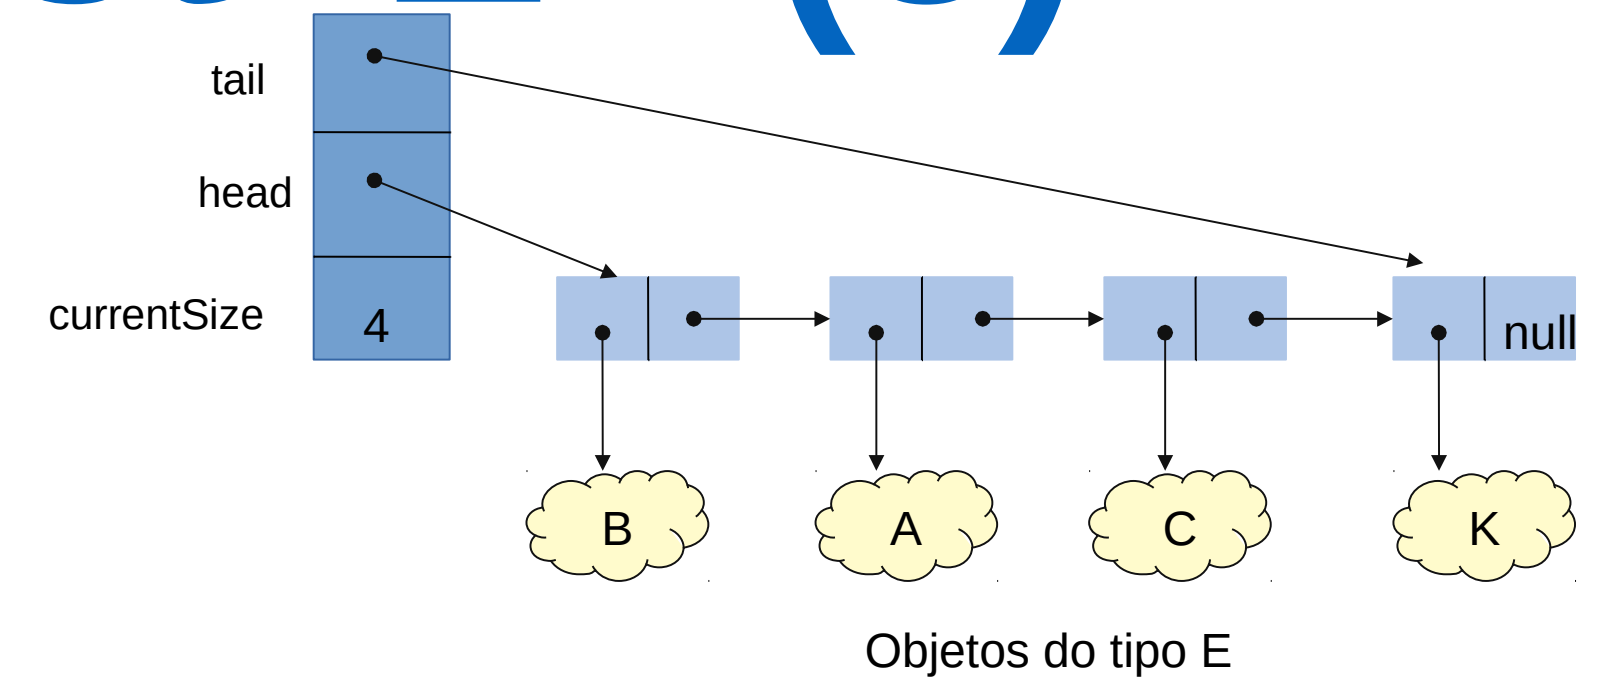 tail
head
currentSize
4
null
B
A
C
K
Objetos do tipo E